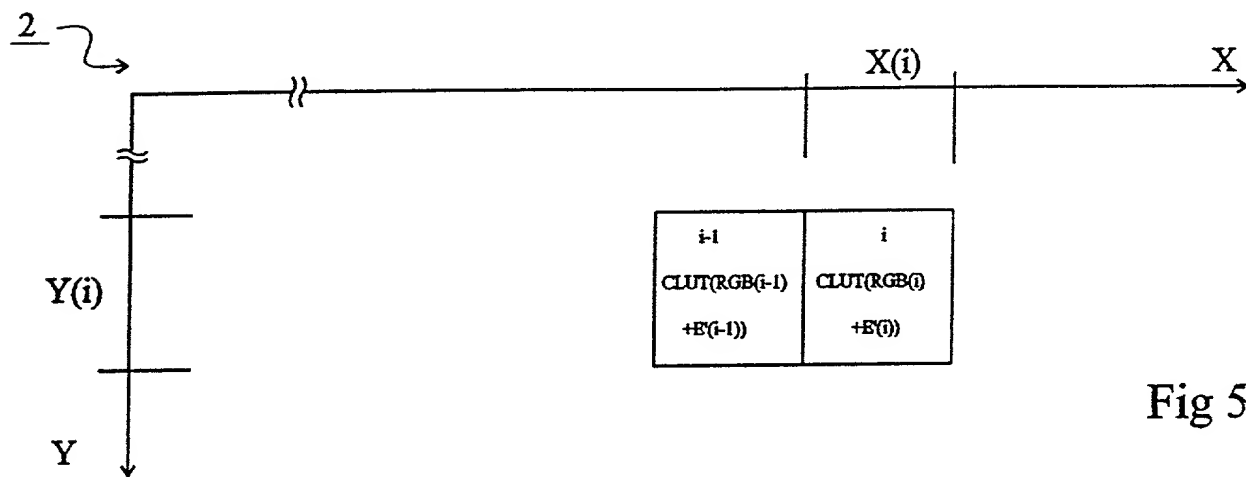 2
X(i)
X
i-1
CLUT(RGB(i-1)
+E'(i-1))
i
CLUT(RGB(i)
+E'(i))
Y(i)
Y
Fig 5